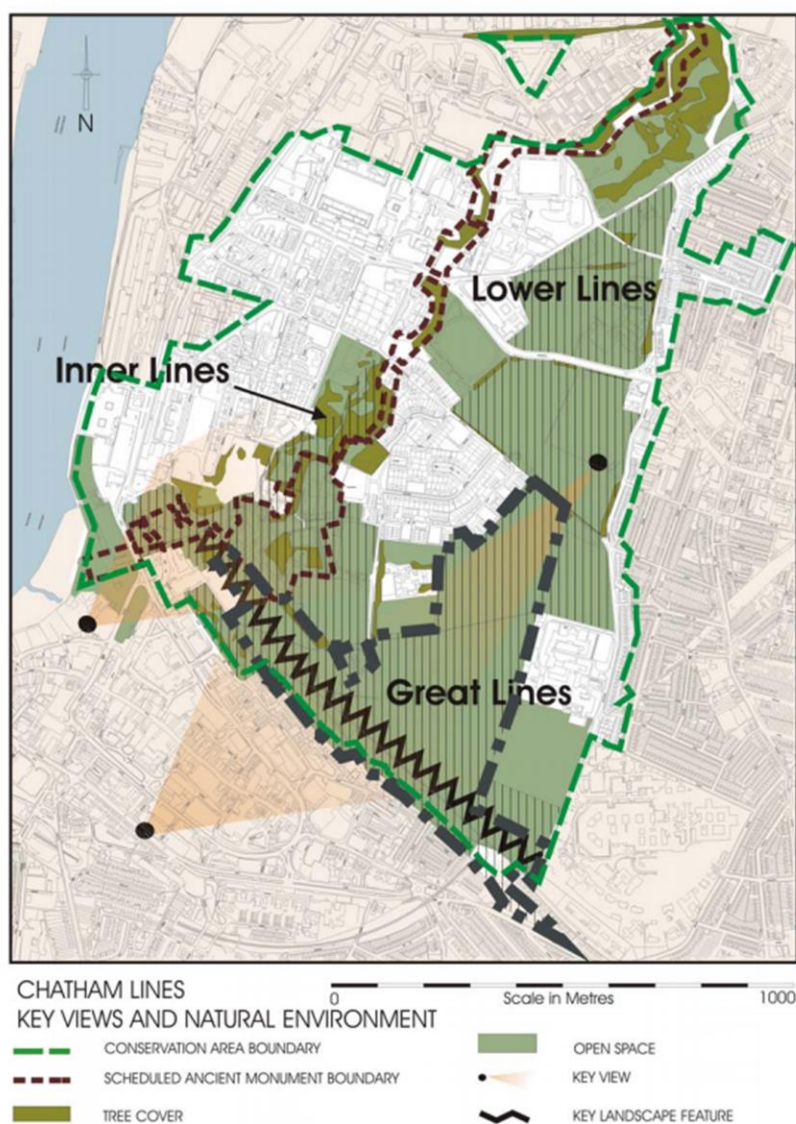 N
Lower Lines
Inner Lines
Great Lines
CHATHAM LINES
KEY VIEWS AND NATURAL ENVIRONMENT
0 Scale in Metres 1000
CONSERVATION AREA BOUNDARY
SCHEDULED ANCIENT MONUMENT BOUNDARY
TREE COVER
OPEN SPACE
KEY VIEW
KEY LANDSCAPE FEATURE